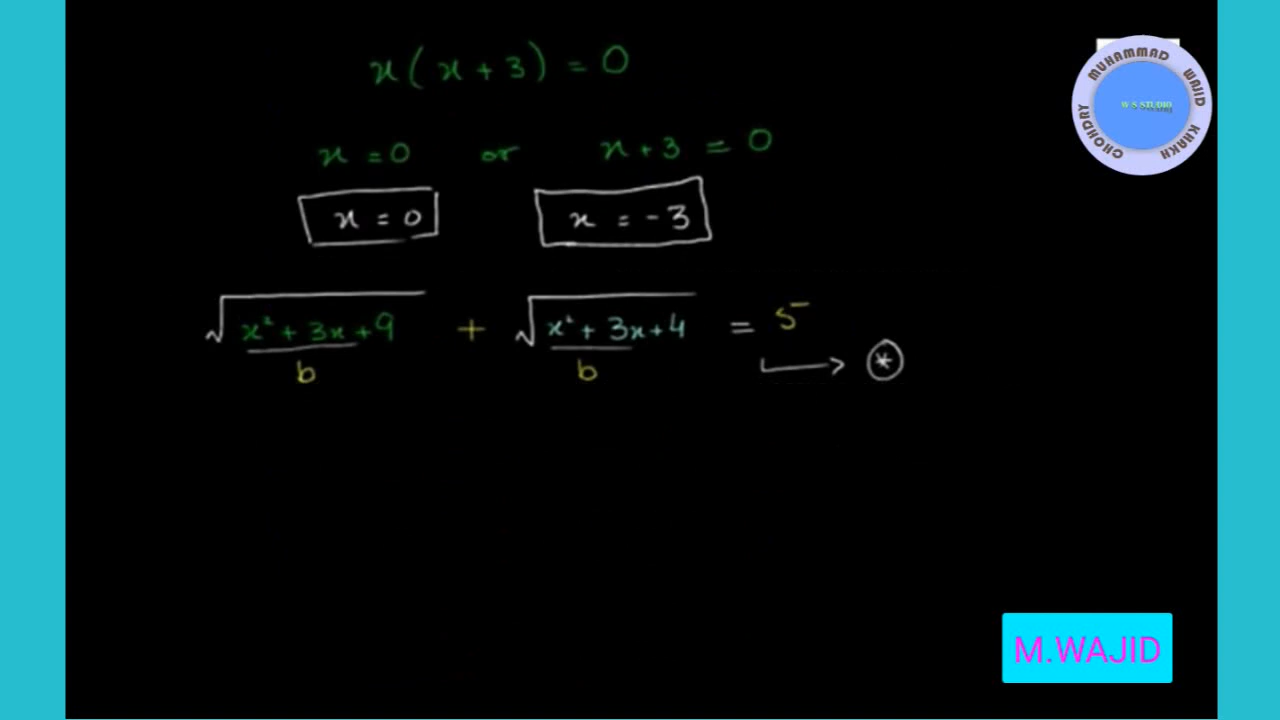 x(x+3) = 0
x = 0 or x+3 = 0
x = 0 x = -3
√x²+3x+9 + √x²+3x+4 = 5
b b ⟶ ⊛
MUHAMMAD WAJID KHAKH CHOHDRY
W S STUDIO
M.WAJID